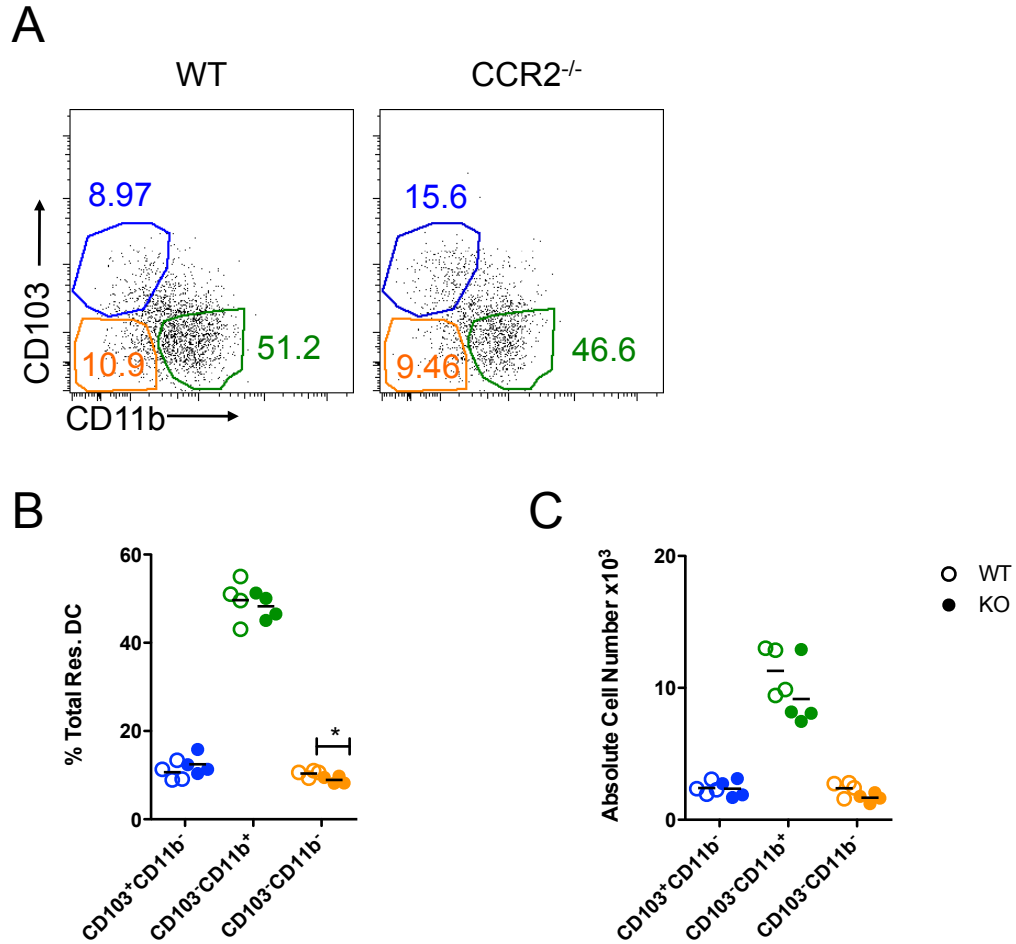 A
WT
CCR2-/-
8.97
15.6
CD103
51.2
46.6
10.9
9.46
CD11b
B
C
60
40
20
0
% Total Res. DC
*
CD103+CD11b-
CD103-CD11b+
CD103-CD11b-
20
10
0
Absolute Cell Number x10³
CD103+CD11b-
CD103-CD11b+
CD103-CD11b-
WT
KO